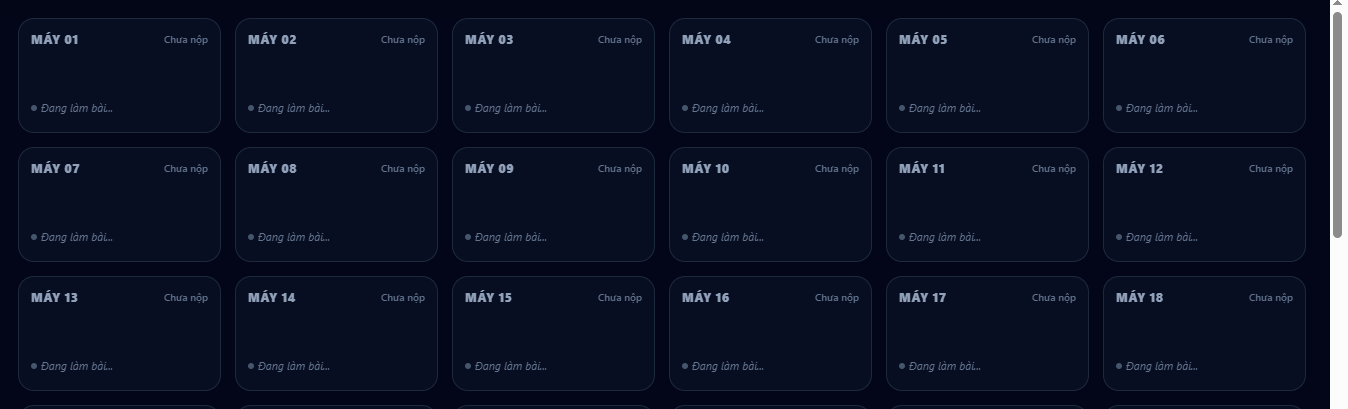 MÁY 01 Chưa nộp MÁY 02 Chưa nộp MÁY 03 Chưa nộp MÁY 04 Chưa nộp MÁY 05 Chưa nộp MÁY 06 Chưa nộp
Đang làm bài... Đang làm bài... Đang làm bài... Đang làm bài... Đang làm bài... Đang làm bài...
MÁY 07 Chưa nộp MÁY 08 Chưa nộp MÁY 09 Chưa nộp MÁY 10 Chưa nộp MÁY 11 Chưa nộp MÁY 12 Chưa nộp
Đang làm bài... Đang làm bài... Đang làm bài... Đang làm bài... Đang làm bài... Đang làm bài...
MÁY 13 Chưa nộp MÁY 14 Chưa nộp MÁY 15 Chưa nộp MÁY 16 Chưa nộp MÁY 17 Chưa nộp MÁY 18 Chưa nộp
Đang làm bài... Đang làm bài... Đang làm bài... Đang làm bài... Đang làm bài... Đang làm bài...